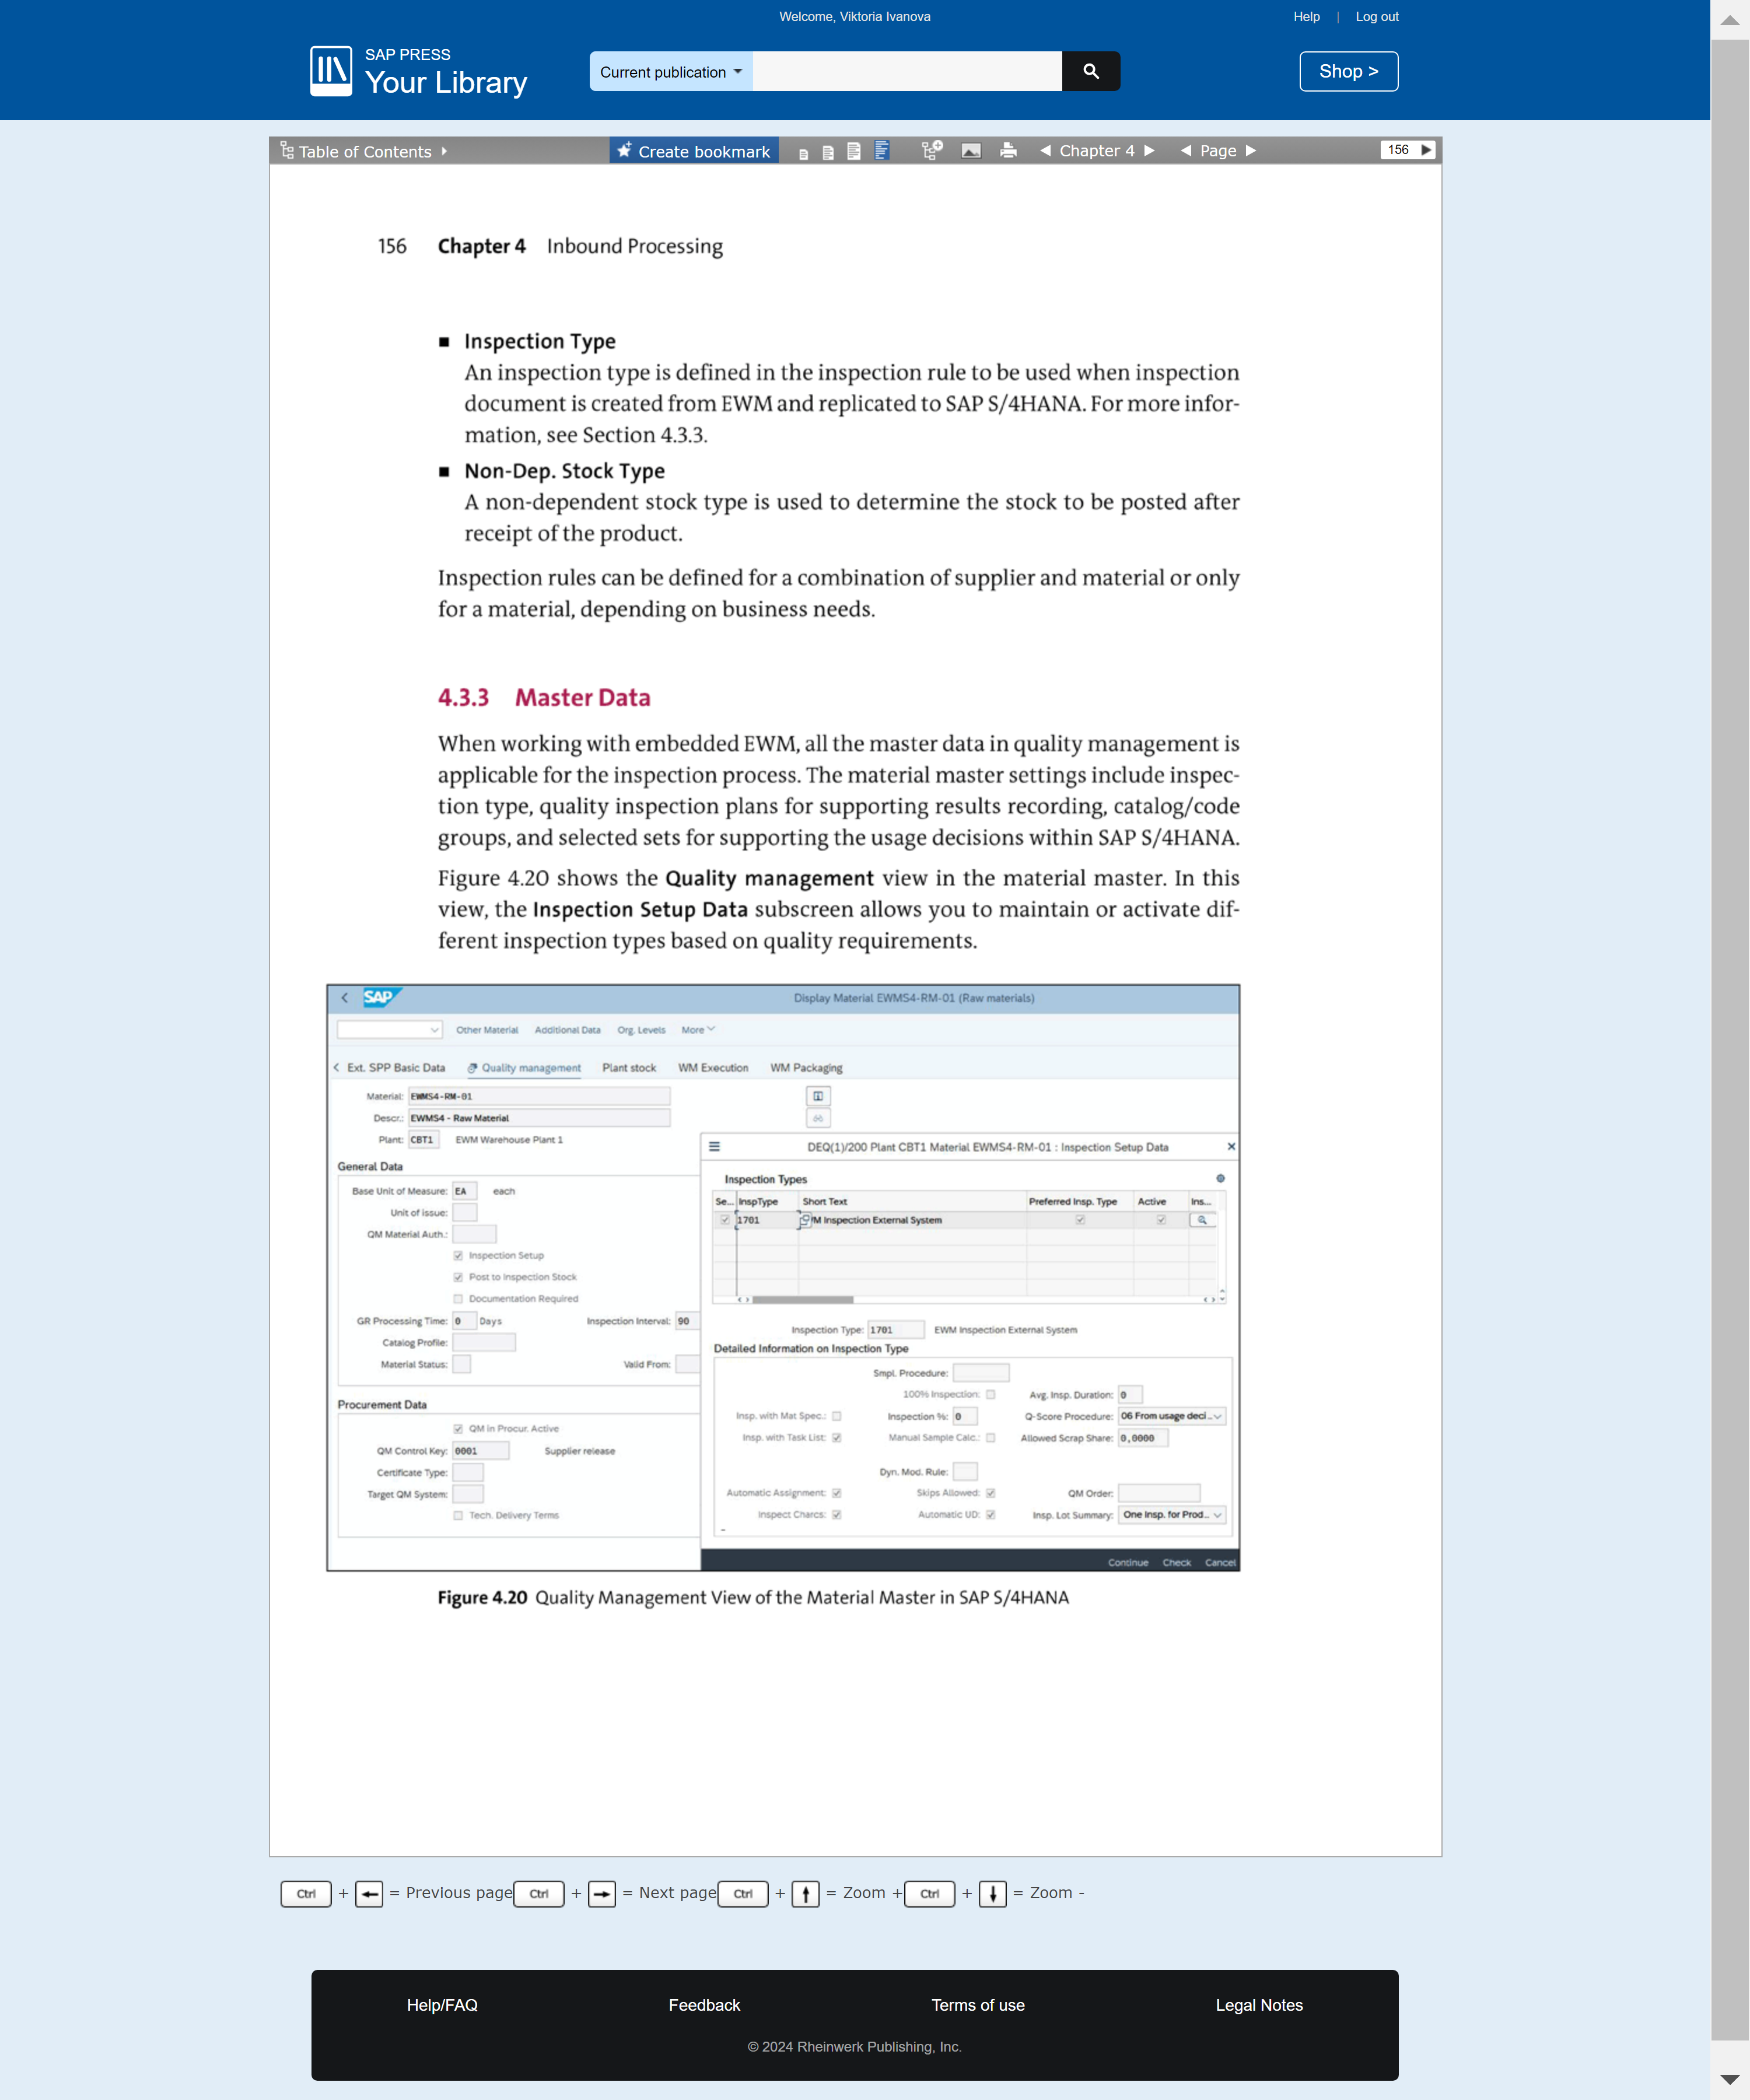 Welcome, Viktoria Ivanova
Help | Log out
SAP PRESS
Your Library
Current publication
Shop >
Table of Contents
Create bookmark
Chapter 4
Page
156
156 Chapter 4 Inbound Processing
■ Inspection Type
An inspection type is defined in the inspection rule to be used when inspection
document is created from EWM and replicated to SAP S/4HANA. For more infor-
mation, see Section 4.3.3.
■ Non-Dep. Stock Type
A non-dependent stock type is used to determine the stock to be posted after
receipt of the product.
Inspection rules can be defined for a combination of supplier and material or only
for a material, depending on business needs.
4.3.3 Master Data
When working with embedded EWM, all the master data in quality management is
applicable for the inspection process. The material master settings include inspec-
tion type, quality inspection plans for supporting results recording, catalog/code
groups, and selected sets for supporting the usage decisions within SAP S/4HANA.
Figure 4.20 shows the Quality management view in the material master. In this
view, the Inspection Setup Data subscreen allows you to maintain or activate dif-
ferent inspection types based on quality requirements.
SAP
Display Material EWMS4-RM-01 (Raw materials)
Other Material Additional Data Org. Levels More
Ext. SPP Basic Data Quality management Plant stock WM Execution WM Packaging
Material: EWMS4-RM-01
Descr.: EWMS4 - Raw Material
Plant: CBT1 EWM Warehouse Plant 1
General Data
Base Unit of Measure: EA each
Unit of issue:
QM Material Auth.:
Inspection Setup
Post to Inspection Stock
Documentation Required
GR Processing Time: 0 Days Inspection Interval: 90
Catalog Profile:
Material Status: Valid From:
Procurement Data
QM in Procur. Active
QM Control Key: 0001 Supplier release
Certificate Type:
Target QM System:
Tech. Delivery Terms
DEQ(1)/200 Plant CBT1 Material EWMS4-RM-01 : Inspection Setup Data
Inspection Types
Se... InspType Short Text Preferred Insp. Type Active Ins...
1701 M Inspection External System
Inspection Type: 1701 EWM Inspection External System
Detailed Information on Inspection Type
Smpl. Procedure:
100% Inspection: Avg. Insp. Duration: 0
Insp. with Mat Spec.: Inspection %: 0 Q-Score Procedure: 06 From usage deci...
Insp. with Task List: Manual Sample Calc.: Allowed Scrap Share: 0,0000
Dyn. Mod. Rule:
Automatic Assignment: Skips Allowed: QM Order:
Inspect Charcs: Automatic UD: Insp. Lot Summary: One Insp. for Prod...
Continue Check Cancel
Figure 4.20 Quality Management View of the Material Master in SAP S/4HANA
Ctrl + ← = Previous page Ctrl + → = Next page Ctrl + ↑ = Zoom + Ctrl + ↓ = Zoom -
Help/FAQ Feedback Terms of use Legal Notes
© 2024 Rheinwerk Publishing, Inc.